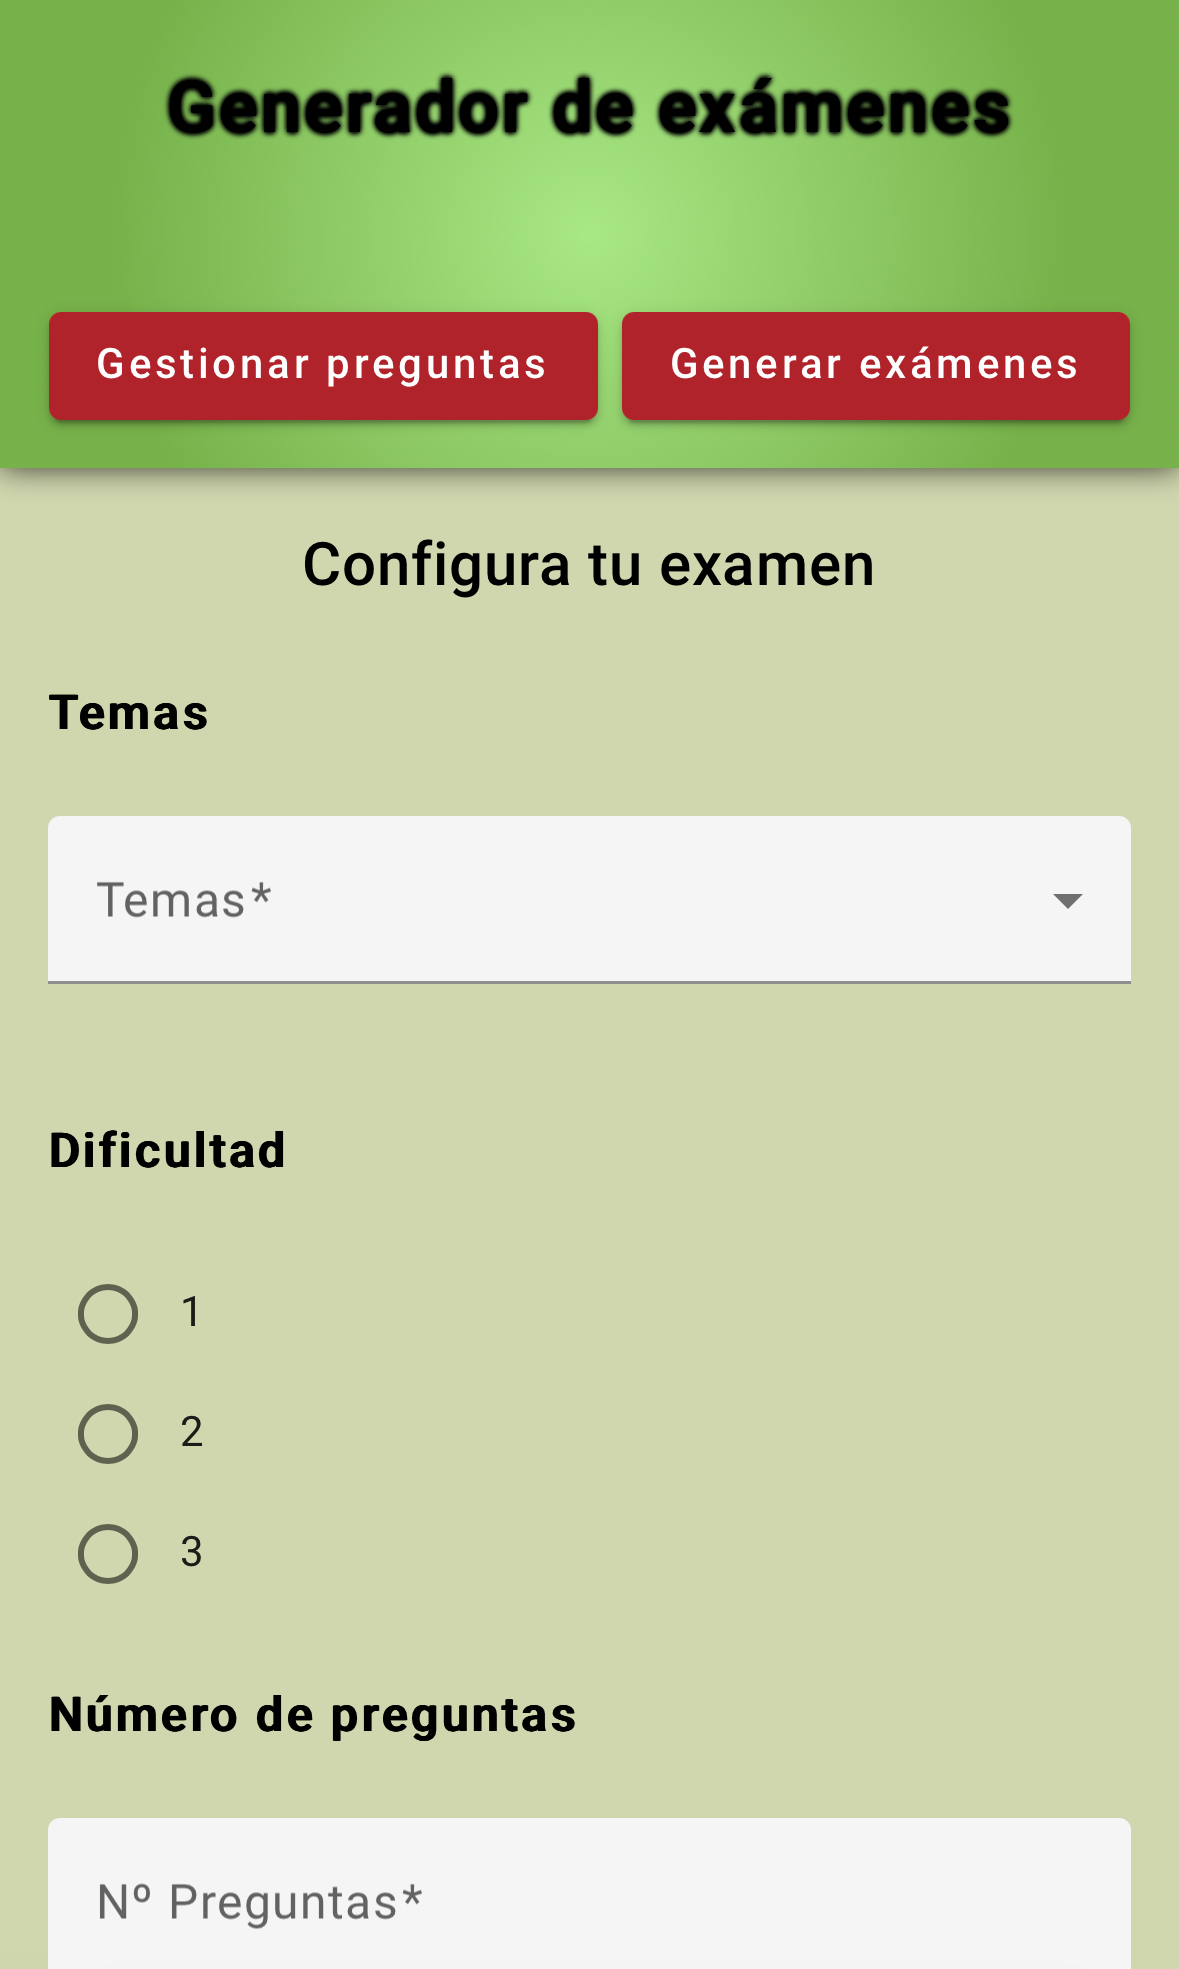 Generador de exámenes
Gestionar preguntas Generar exámenes
Configura tu examen
Temas
Temas*
Dificultad
1
2
3
Número de preguntas
Nº Preguntas*